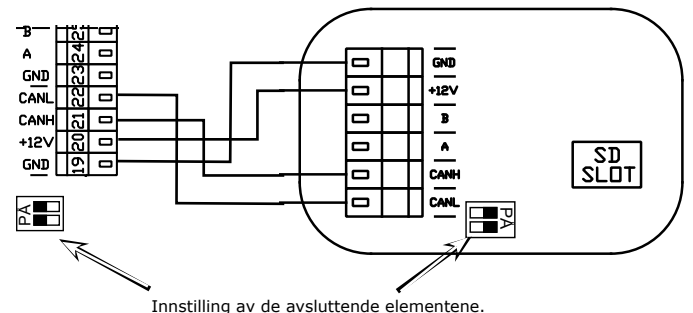 B 25
A 24
GND 23
CANL 22
CANH 21
+12V 20
GND 19
PA
GND
+12V
B
A
CANH
CANL
SD
SLOT
PA
Innstilling av de avsluttende elementene.